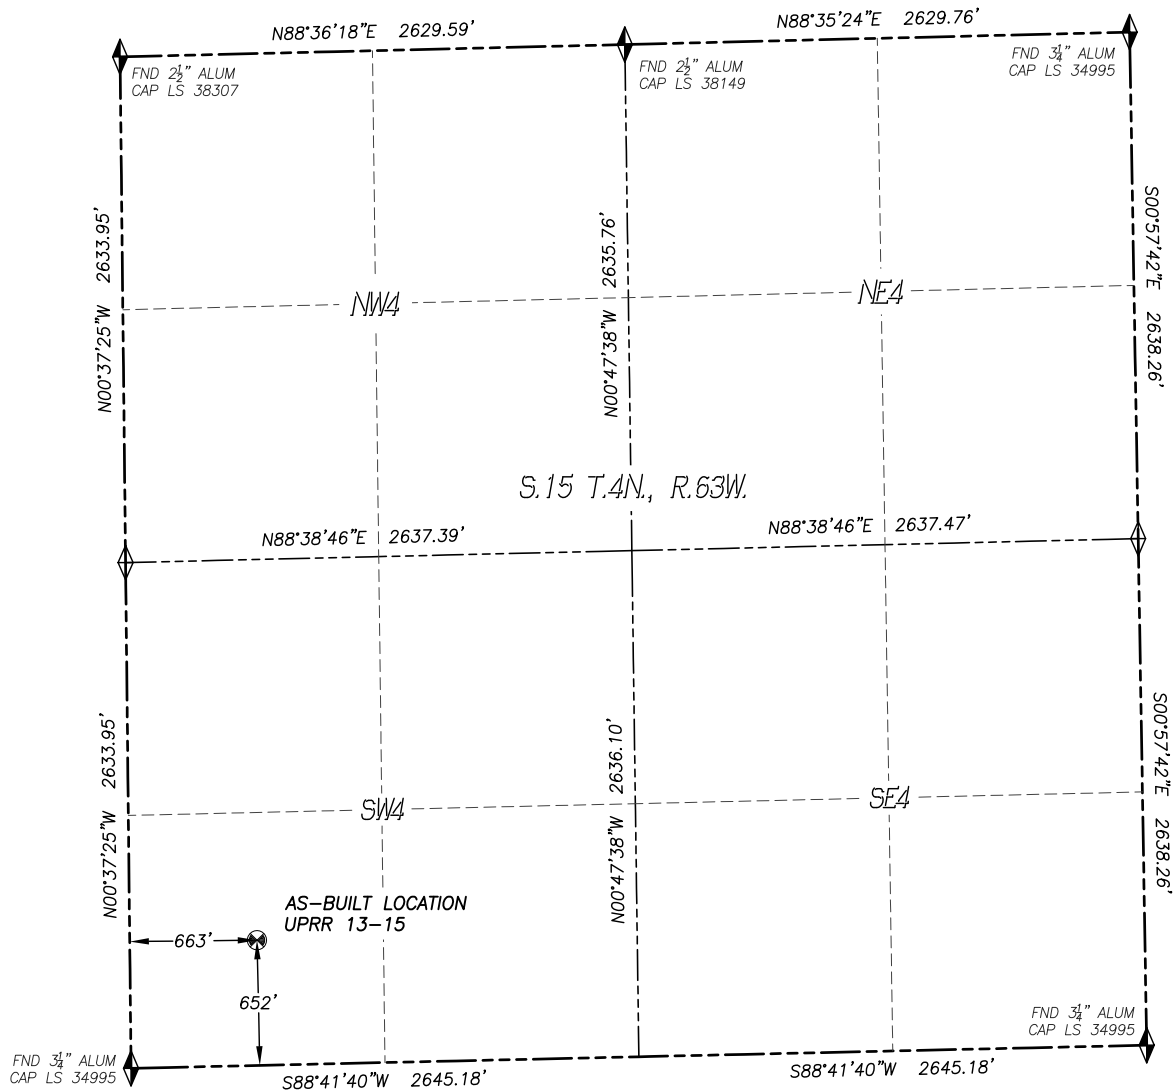 N88°36'18"E 2629.59'
N88°35'24"E 2629.76'
FND 2½" ALUM
CAP LS 38307
FND 2½" ALUM
CAP LS 38149
FND 3¼" ALUM
CAP LS 34995
N00°37'25"W 2633.95'
N00°47'38"W 2635.76'
S00°57'42"E 2638.26'
NW4
NE4
S.15 T.4N., R.63W.
N88°38'46"E 2637.39'
N88°38'46"E 2637.47'
N00°37'25"W 2633.95'
N00°47'38"W 2636.10'
S00°57'42"E 2638.26'
SW4
SE4
AS-BUILT LOCATION
UPRR 13-15
663'
652'
FND 3¼" ALUM
CAP LS 34995
FND 3¼" ALUM
CAP LS 34995
S88°41'40"W 2645.18'
S88°41'40"W 2645.18'